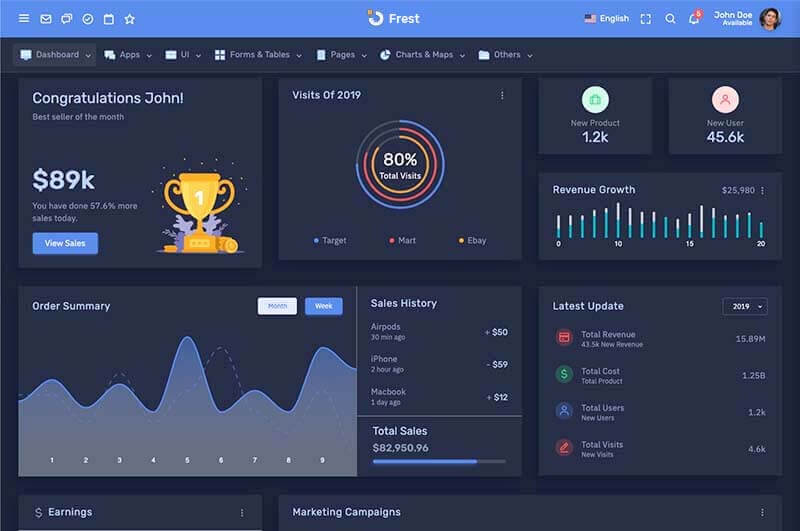 Frest
English
5
John Doe
Available
Dashboard
Apps
UI
Forms & Tables
Pages
Charts & Maps
Others
Congratulations John!
Best seller of the month
$89k
You have done 57.6% more
sales today.
View Sales
1
Visits Of 2019
80%
Total Visits
Target
Mart
Ebay
New Product
1.2k
New User
45.6k
Revenue Growth
$25,980
0 10 15 20
Order Summary
Month
Week
1 2 3 4 5 6 7 8 9
Sales History
Airpods
30 min ago
+ $50
iPhone
2 hour ago
- $59
Macbook
1 day ago
+ $12
Total Sales
$82,950.96
Latest Update
2019
Total Revenue
43.5k New Revenue
15.89M
Total Cost
Total Product
1.25B
Total Users
New Users
1.2k
Total Visits
New Visits
4.6k
$ Earnings
Marketing Campaigns